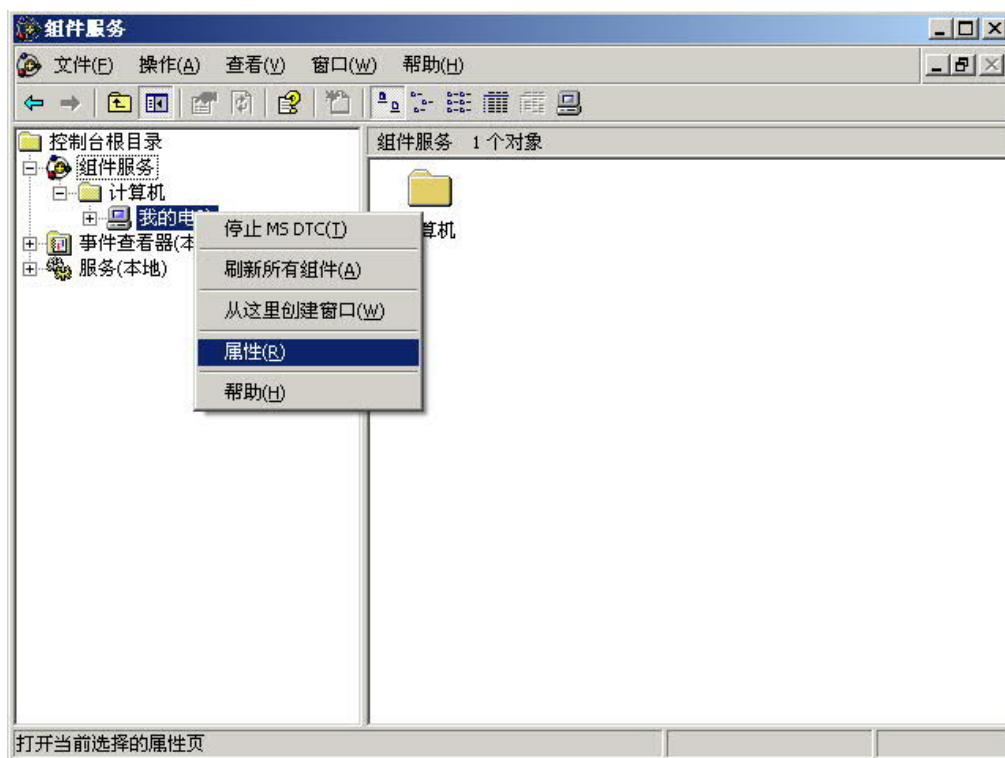 组件服务
文件(F) 操作(A) 查看(V) 窗口(W) 帮助(H)
控制台根目录
组件服务
计算机
我的电
事件查看器(本
服务(本地)
组件服务 1 个对象
算机
停止 MS DTC(T)
刷新所有组件(A)
从这里创建窗口(W)
属性(R)
帮助(H)
打开当前选择的属性页